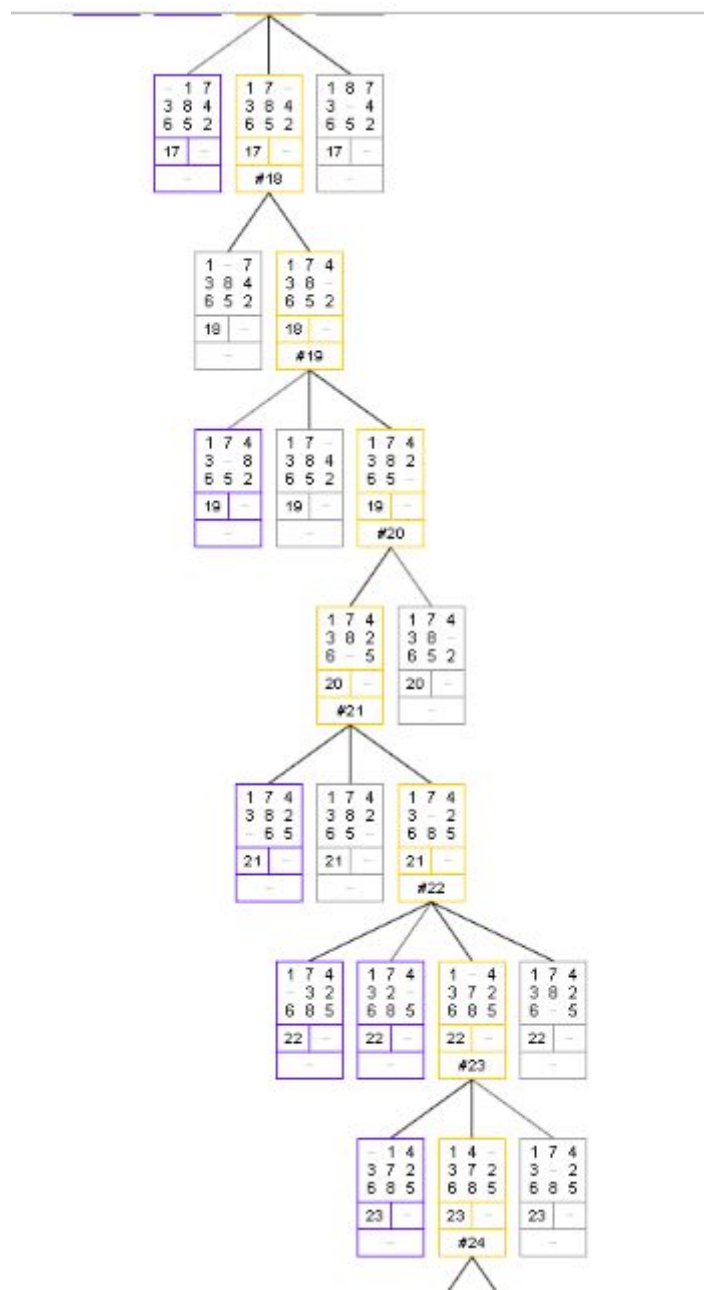 – 1 7 1 7 – 1 8 7
3 8 4 3 8 4 3 – 4
6 5 2 6 5 2 6 5 2
17 – 17 – 17 –
– #18 –
1 – 7 1 7 4
3 8 4 3 8 –
6 5 2 6 5 2
18 – 18 –
– #19
1 7 4 1 7 – 1 7 4
3 – 8 3 8 4 3 8 2
6 5 2 6 5 2 6 5 –
19 – 19 – 19 –
– – #20
1 7 4 1 7 4
3 8 2 3 8 –
6 – 5 6 5 2
20 – 20 –
#21 –
1 7 4 1 7 4 1 7 4
3 8 2 3 8 2 3 – 2
– 6 5 6 5 – 6 8 5
21 – 21 – 21 –
– – #22
1 7 4 1 7 4 1 – 4 1 7 4
– 3 2 3 2 – 3 7 2 3 8 2
6 8 5 6 8 5 6 8 5 6 – 5
22 – 22 – 22 – 22 –
– – #23 –
– 1 4 1 4 – 1 7 4
3 7 2 3 7 2 3 – 2
6 8 5 6 8 5 6 8 5
23 – 23 – 23 –
– #24 –